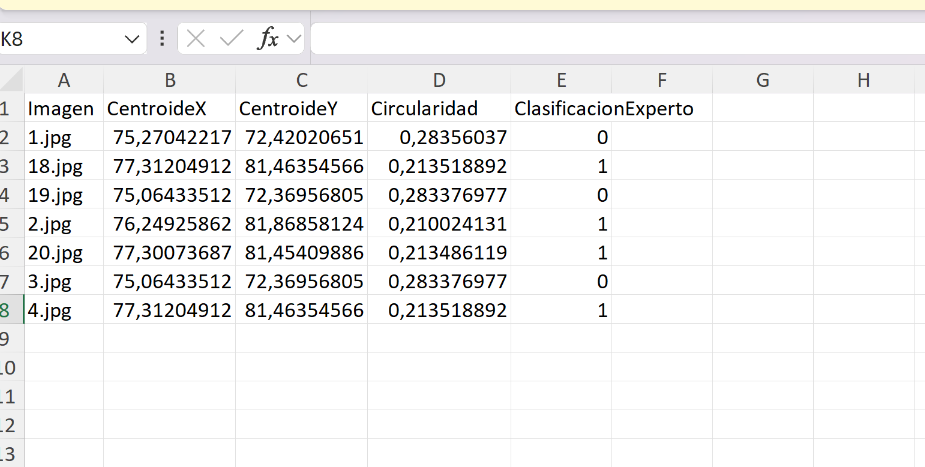 K8 fx
A B C D E F G H
1 Imagen CentroideX CentroideY Circularidad ClasificacionExperto
2 1.jpg 75,27042217 72,42020651 0,28356037 0
3 18.jpg 77,31204912 81,46354566 0,213518892 1
4 19.jpg 75,06433512 72,36956805 0,283376977 0
5 2.jpg 76,24925862 81,86858124 0,210024131 1
6 20.jpg 77,30073687 81,45409886 0,213486119 1
7 3.jpg 75,06433512 72,36956805 0,283376977 0
8 4.jpg 77,31204912 81,46354566 0,213518892 1
9
10
11
12
13